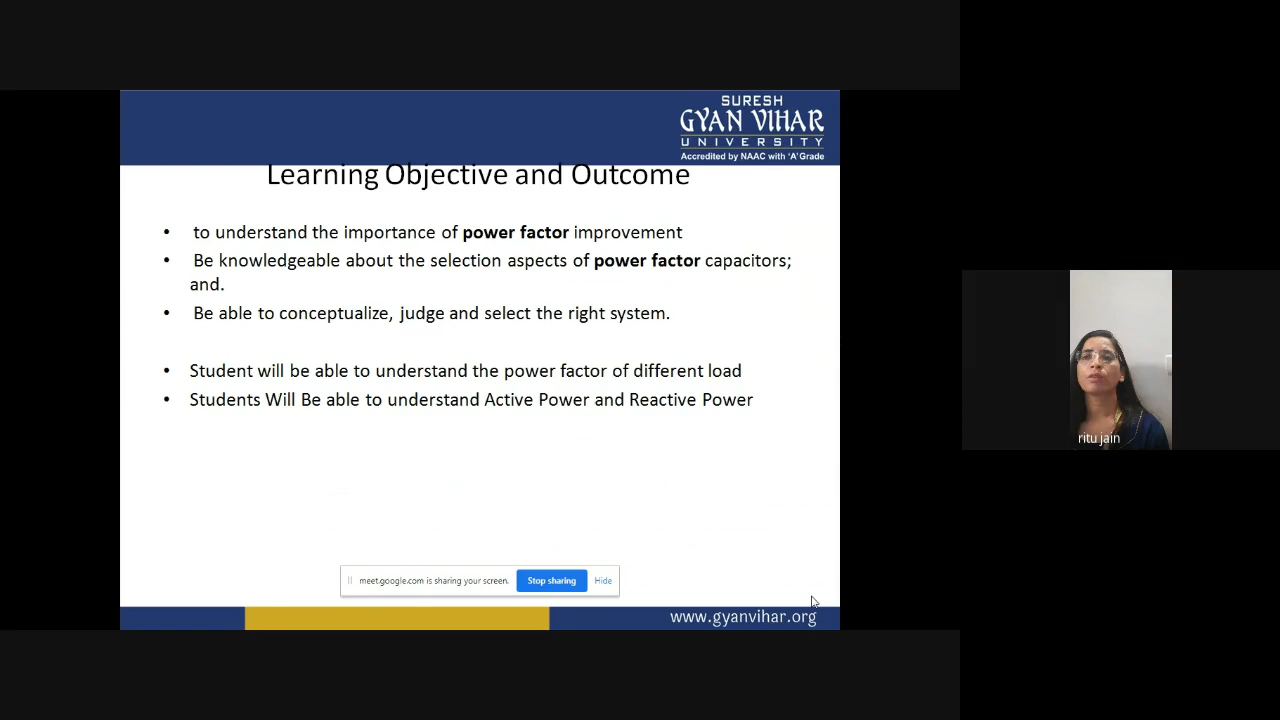 SURESH
GYAN VIHAR
UNIVERSITY
Accredited by NAAC with 'A' Grade
Learning Objective and Outcome
• to understand the importance of power factor improvement
• Be knowledgeable about the selection aspects of power factor capacitors;
and.
• Be able to conceptualize, judge and select the right system.
• Student will be able to understand the power factor of different load
• Students Will Be able to understand Active Power and Reactive Power
meet.google.com is sharing your screen. Stop sharing Hide
www.gyanvihar.org
ritu jain